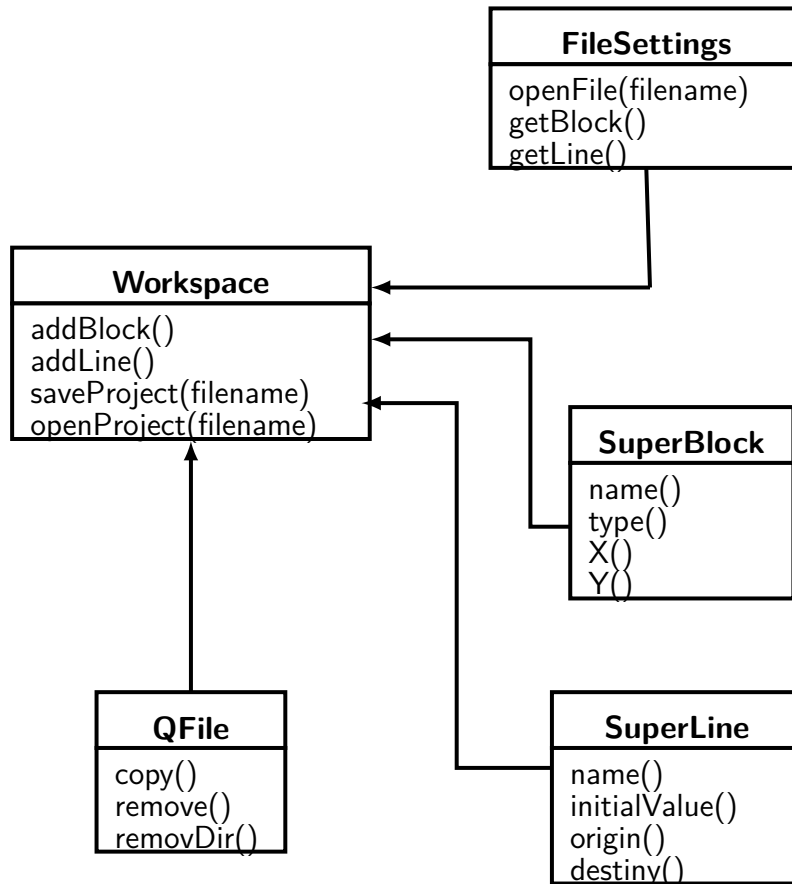 FileSettings
openFile(filename)
getBlock()
getLine()
Workspace
addBlock()
addLine()
saveProject(filename)
openProject(filename)
SuperBlock
name()
type()
X()
Y()
QFile
copy()
remove()
removDir()
SuperLine
name()
initialValue()
origin()
destiny()